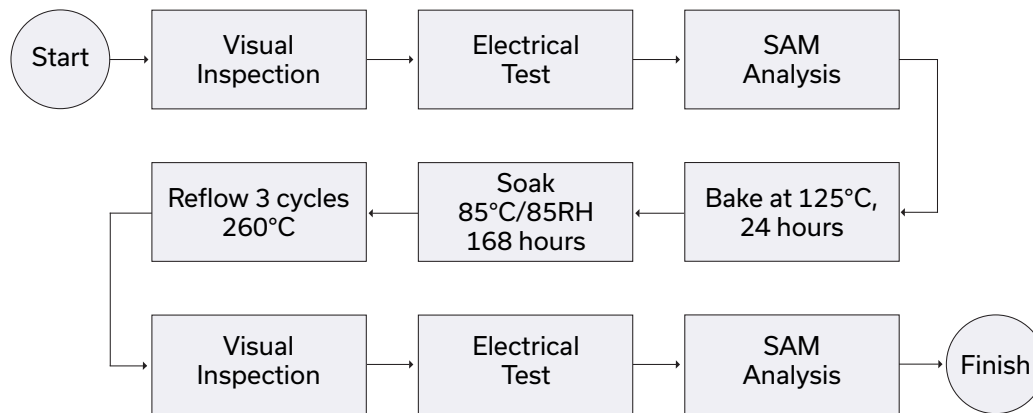 Start
Visual
Inspection
Electrical
Test
SAM
Analysis
Bake at 125°C,
24 hours
Soak
85°C/85RH
168 hours
Reflow 3 cycles
260°C
Visual
Inspection
Electrical
Test
SAM
Analysis
Finish